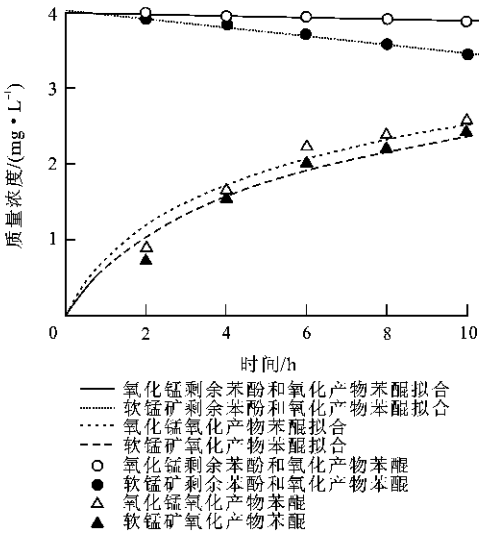 4
3
2
1
0
2
4
6
8
10
质量浓度/(mg·L⁻¹)
时间/h
氧化锰剩余苯酚和氧化产物苯醌拟合
软锰矿剩余苯酚和氧化产物苯醌拟合
氧化锰氧化产物苯醌拟合
软锰矿氧化产物苯醌拟合
氧化锰剩余苯酚和氧化产物苯醌
软锰矿剩余苯酚和氧化产物苯醌
氧化锰氧化产物苯醌
软锰矿氧化产物苯醌